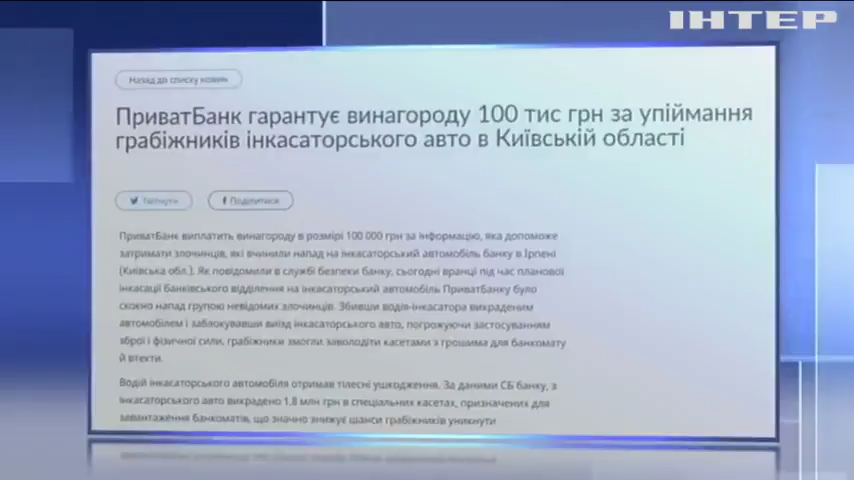 ІНТЕР
Назад до списку новин
ПриватБанк гарантує винагороду 100 тис грн за упіймання
грабіжників інкасаторського авто в Київській області
Твітнути
Поделиться
ПриватБанк виплатить винагороду в розмірі 100 000 грн за інформацію, яка допоможе
затримати злочинців, які вчинили напад на інкасаторський автомобіль банку в Ірпені
(Київська обл.). Як повідомили в службі безпеки банку, сьогодні вранці під час планової
інкасації банківського відділення на інкасаторський автомобіль ПриватБанку було
скоєно напад групою невідомих злочинців. Збивши водія-інкасатора викраденим
автомобілем і заблокувавши виїзд інкасаторського авто, погрожуючи застосуванням
зброї і фізичної сили, грабіжники змогли заволодіти касетами з грошима для банкомату
й втекти.
Водій інкасаторського автомобіля отримав тілесні ушкодження. За даними СБ банку, з
інкасаторського авто викрадено 1,8 млн грн в спеціальних касетах, призначених для
завантаження банкоматів, що значно знижує шанси грабіжників уникнути